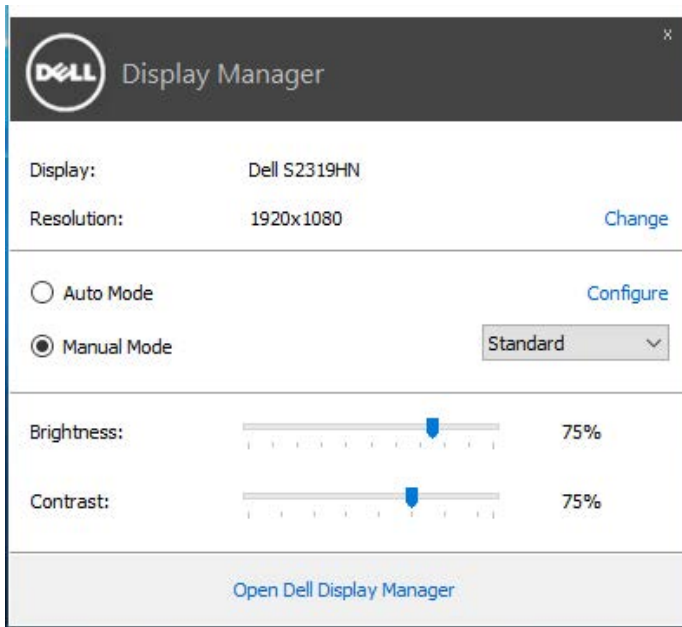 x
DELL Display Manager
Display: Dell S2319HN
Resolution: 1920x1080 Change
Auto Mode Configure
Manual Mode Standard
Brightness: 75%
Contrast: 75%
Open Dell Display Manager